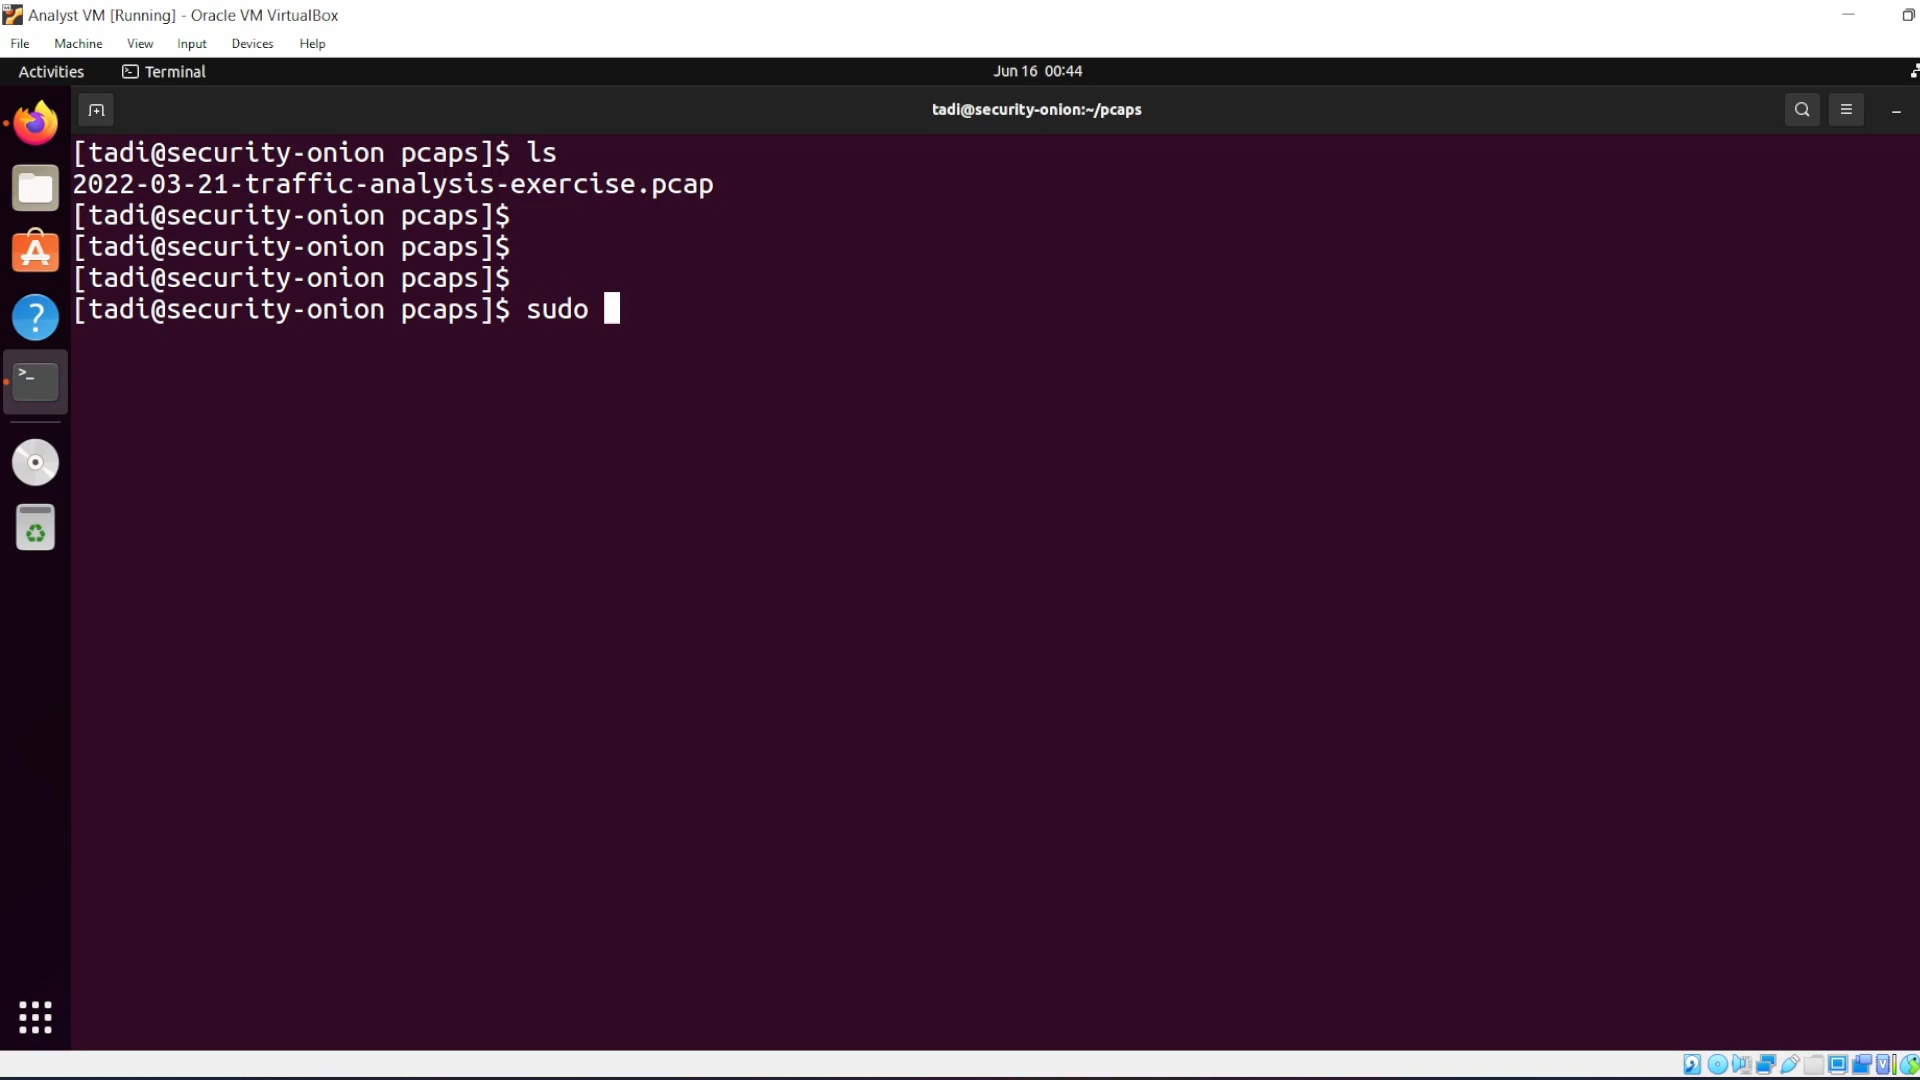 Analyst VM [Running] - Oracle VM VirtualBox
File Machine View Input Devices Help
Activities Terminal Jun 16 00:44
tadi@security-onion:~/pcaps
[tadi@security-onion pcaps]$ ls
2022-03-21-traffic-analysis-exercise.pcap
[tadi@security-onion pcaps]$
[tadi@security-onion pcaps]$
[tadi@security-onion pcaps]$
[tadi@security-onion pcaps]$ sudo